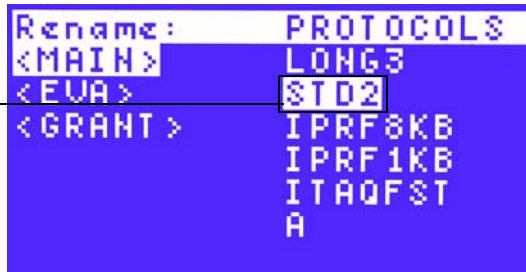 Rename: PROTOCOLS
<MAIN> LONG3
<EVA> STD2
<GRANT> IPRF8KB
IPRF1KB
ITAQFST
A